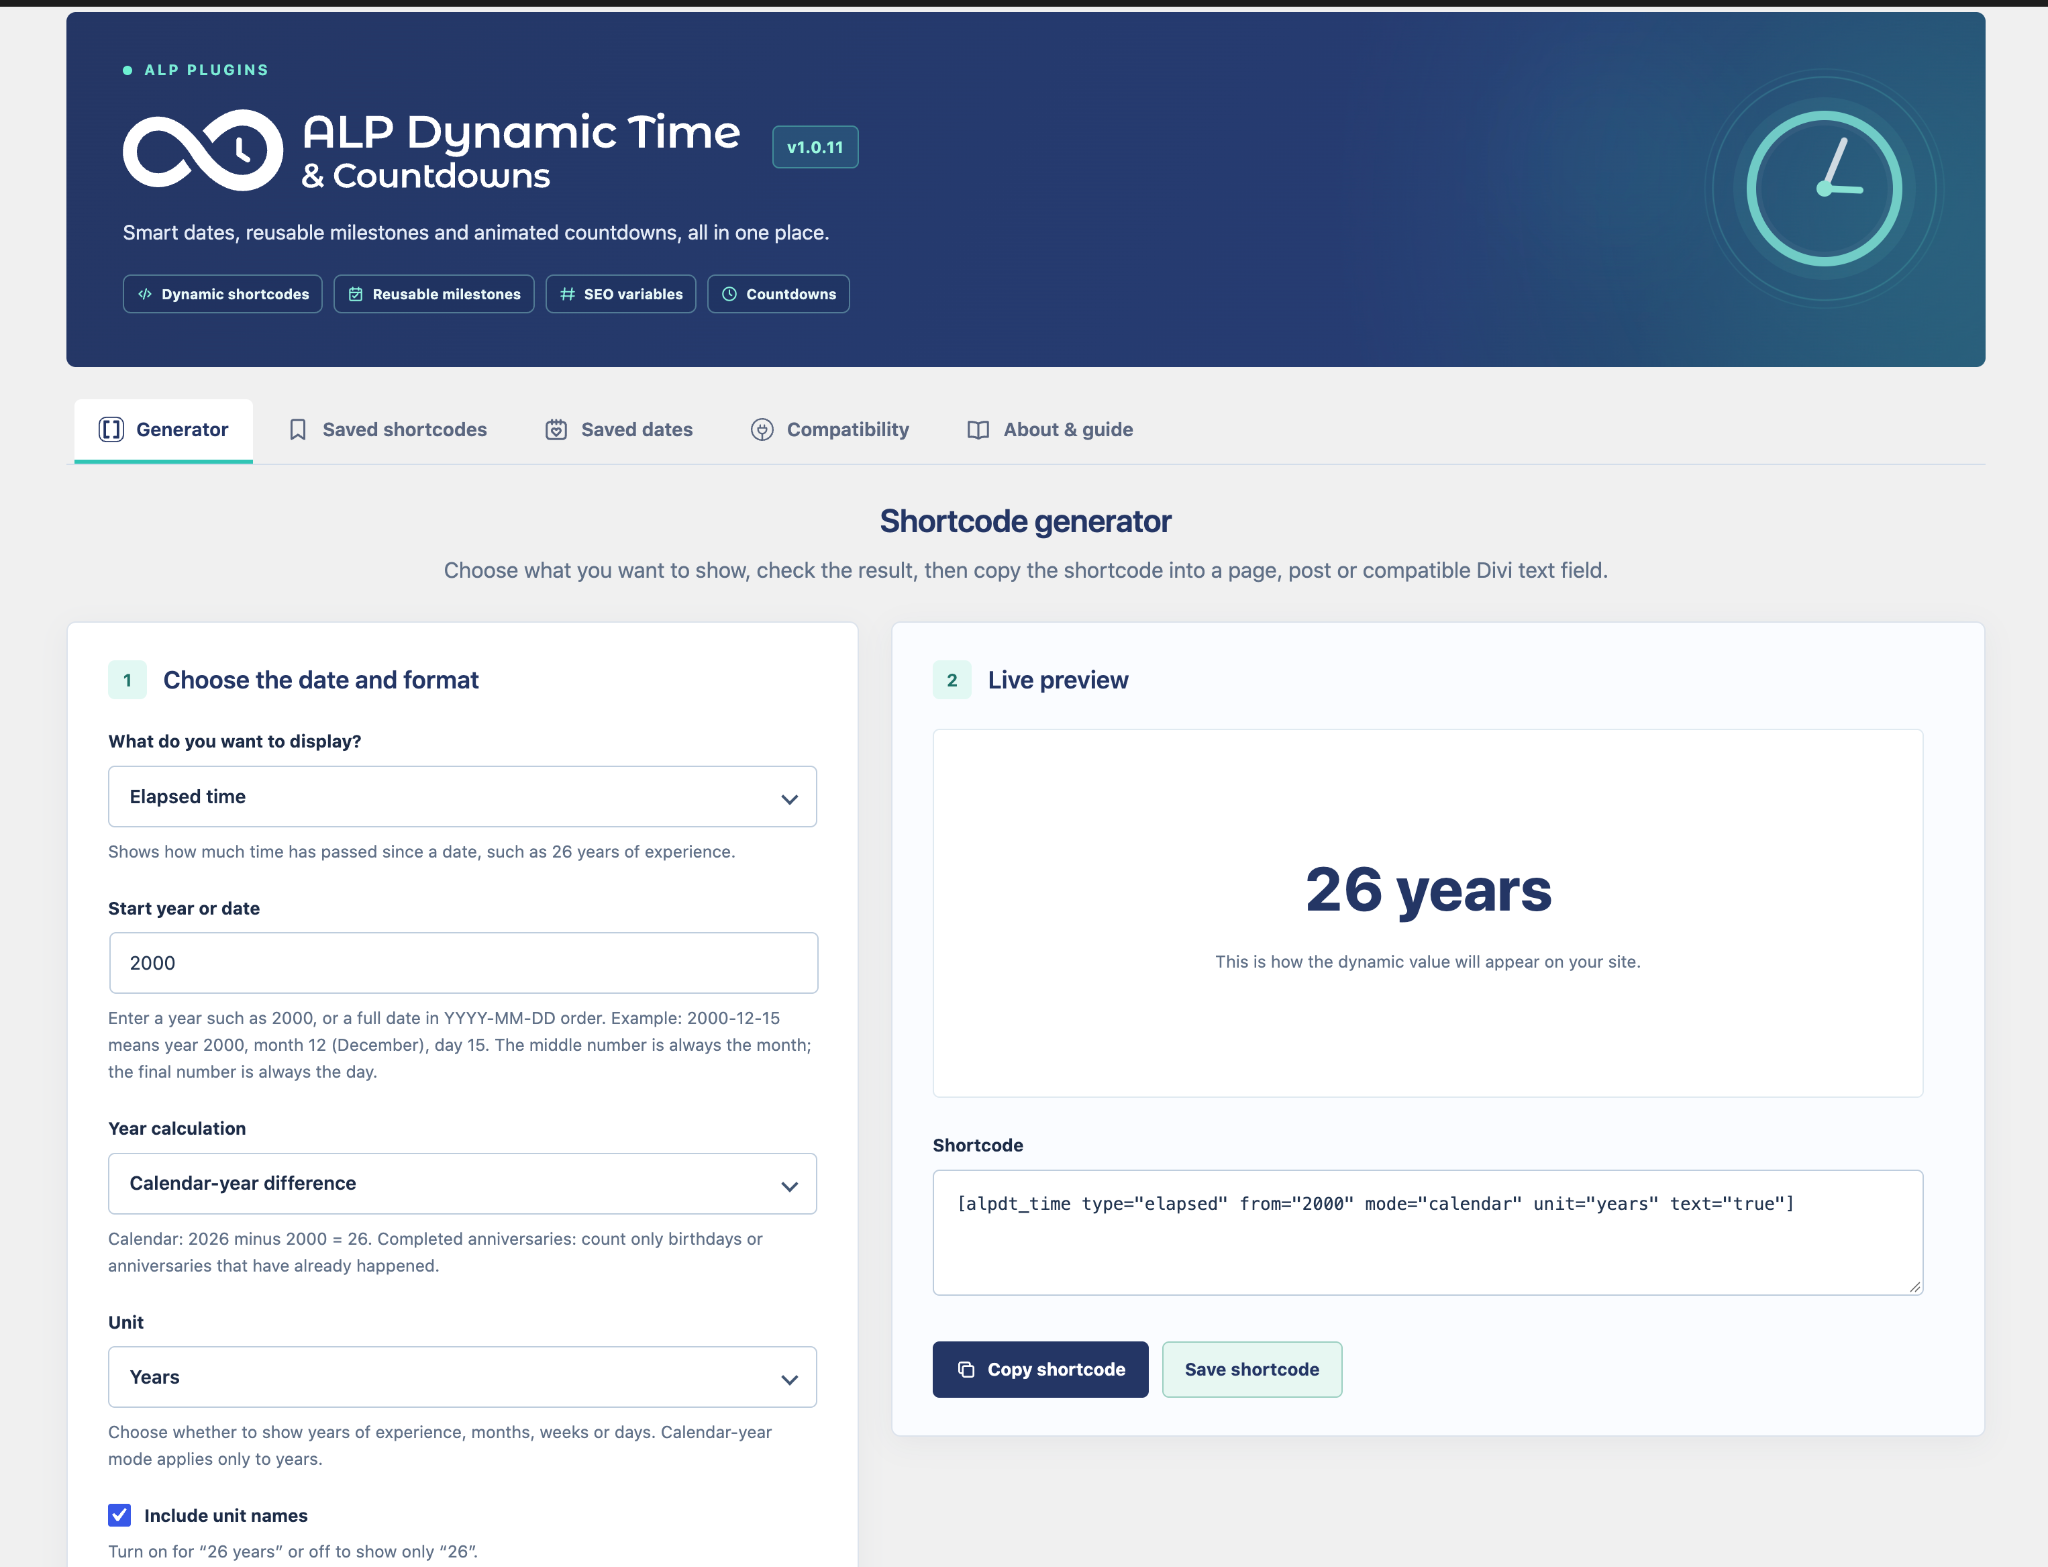 ALP PLUGINS
ALP Dynamic Time
& Countdowns
v1.0.11
Smart dates, reusable milestones and animated countdowns, all in one place.
Dynamic shortcodes
Reusable milestones
SEO variables
Countdowns
Generator
Saved shortcodes
Saved dates
Compatibility
About & guide
Shortcode generator
Choose what you want to show, check the result, then copy the shortcode into a page, post or compatible Divi text field.
1
Choose the date and format
What do you want to display?
Elapsed time
Shows how much time has passed since a date, such as 26 years of experience.
Start year or date
2000
Enter a year such as 2000, or a full date in YYYY-MM-DD order. Example: 2000-12-15
means year 2000, month 12 (December), day 15. The middle number is always the month;
the final number is always the day.
Year calculation
Calendar-year difference
Calendar: 2026 minus 2000 = 26. Completed anniversaries: count only birthdays or
anniversaries that have already happened.
Unit
Years
Choose whether to show years of experience, months, weeks or days. Calendar-year
mode applies only to years.
Include unit names
Turn on for “26 years” or off to show only “26”.
2
Live preview
26 years
This is how the dynamic value will appear on your site.
Shortcode
[alpdt_time type="elapsed" from="2000" mode="calendar" unit="years" text="true"]
Copy shortcode
Save shortcode